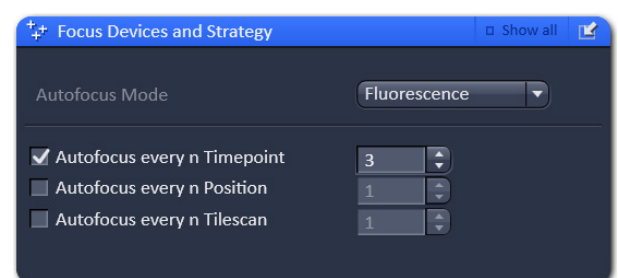 Focus Devices and Strategy Show all
Autofocus Mode Fluorescence
Autofocus every n Timepoint 3
Autofocus every n Position 1
Autofocus every n Tilescan 1